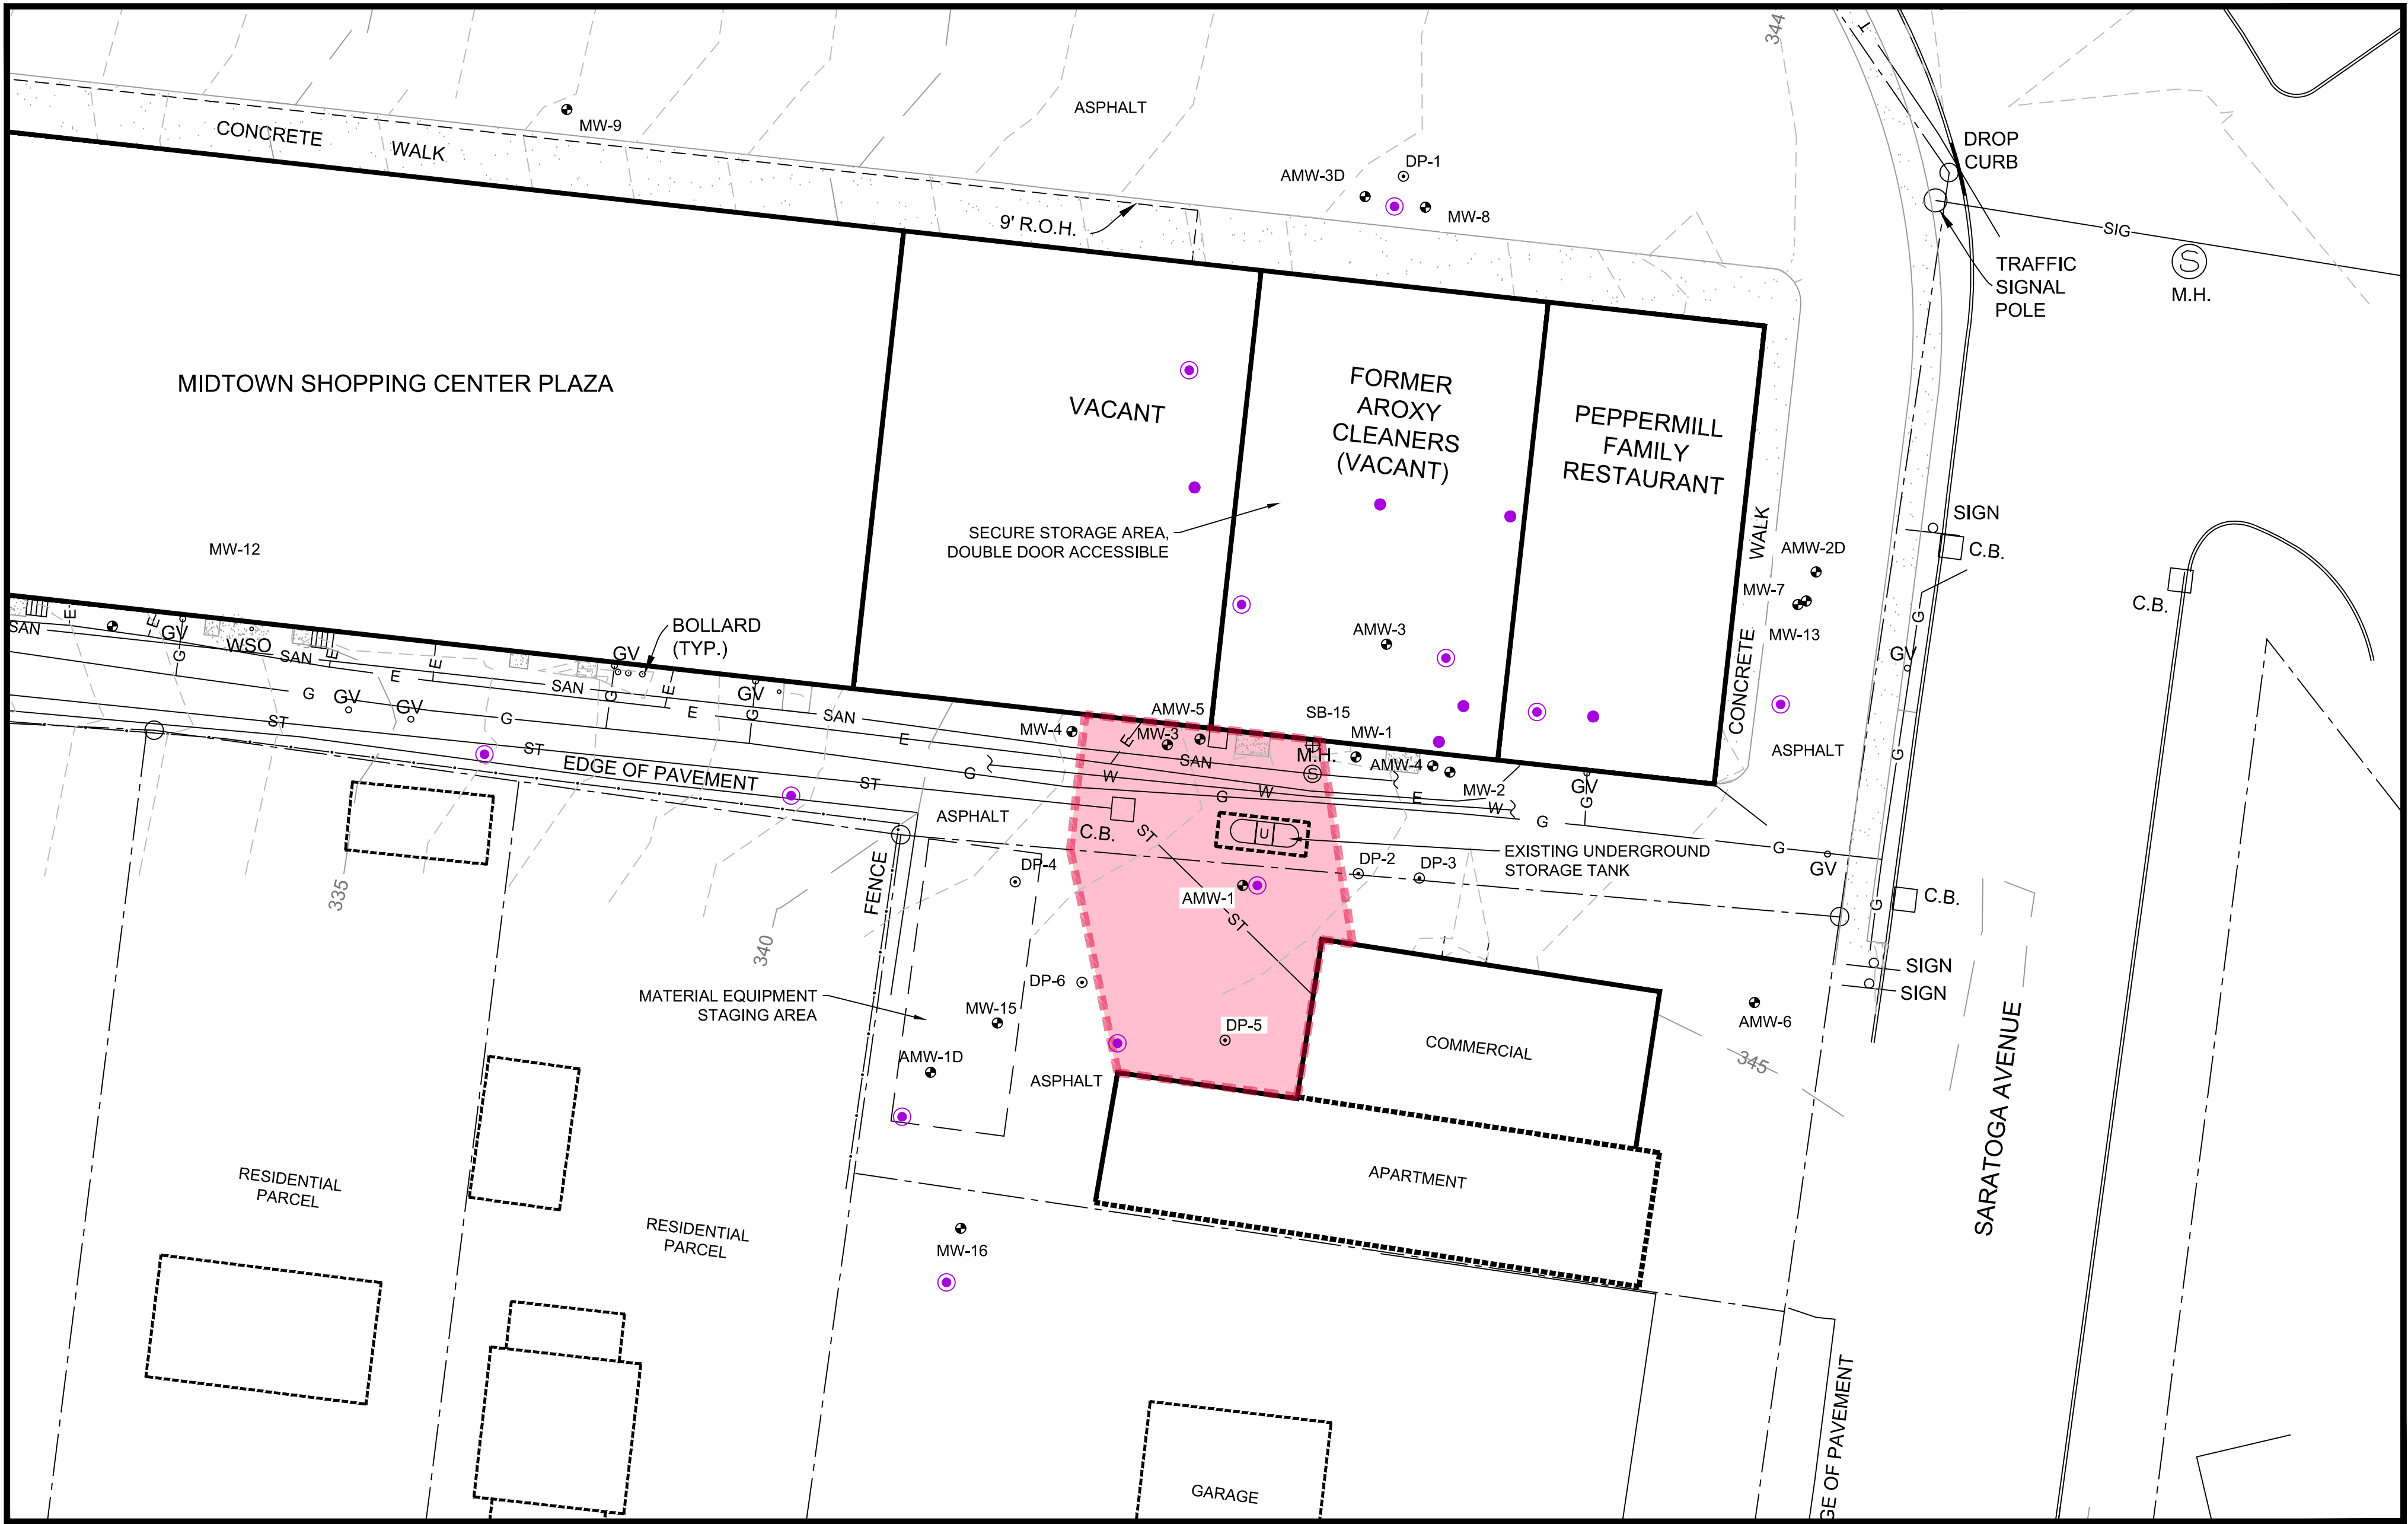 344
ASPHALT
MW-9
CONCRETE
WALK
DROP
CURB
DP-1
AMW-3D
MW-8
9' R.O.H.
SIG
S
M.H.
TRAFFIC
SIGNAL
POLE
MIDTOWN SHOPPING CENTER PLAZA
VACANT
FORMER
AROXY
CLEANERS
(VACANT)
PEPPERMILL
FAMILY
RESTAURANT
SECURE STORAGE AREA,
DOUBLE DOOR ACCESSIBLE
SIGN
C.B.
C.B.
WALK
CONCRETE
AMW-2D
MW-7
MW-13
MW-12
AMW-3
BOLLARD
(TYP.)
SAN
E
E
GV
G
WSO
SAN
E
E
E
GV
G
E
SAN
GV
G
E
SAN
E
G
GV
GV
G
ST
ST
ST
EDGE OF PAVEMENT
MW-4
AMW-5
MW-3
E
SAN
SB-15
M.H.
S
MW-1
AMW-4
MW-2
GV
G
ASPHALT
GV
G
G
G
W
G
W
E
W
G
G
GV
ASPHALT
C.B.
ST
U
EXISTING UNDERGROUND
STORAGE TANK
DP-2
DP-3
DP-4
AMW-1
ST
FENCE
335
340
G
C.B.
SIGN
SIGN
DP-6
MATERIAL EQUIPMENT
STAGING AREA
MW-15
AMW-1D
ASPHALT
DP-5
COMMERCIAL
AMW-6
345
SARATOGA AVENUE
APARTMENT
RESIDENTIAL
PARCEL
RESIDENTIAL
PARCEL
MW-16
GARAGE
GE OF PAVEMENT